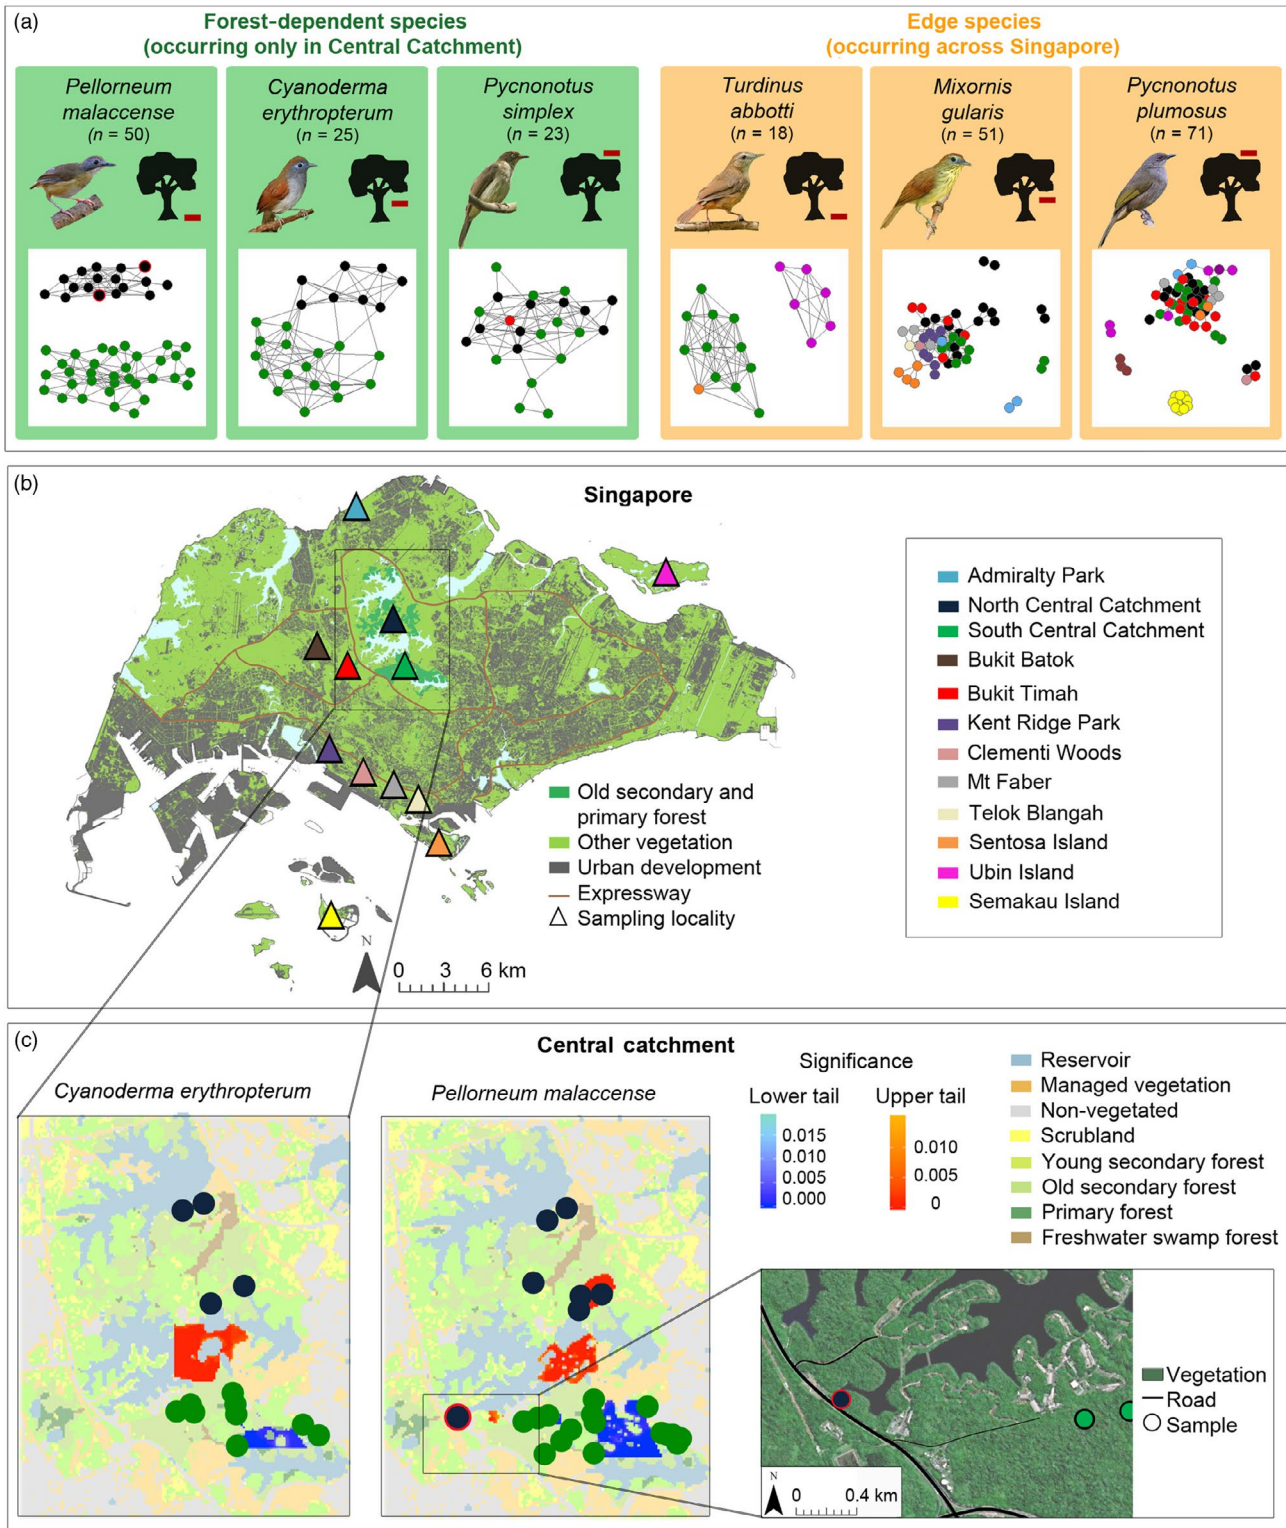 (a)
Forest-dependent species
(occurring only in Central Catchment)
Edge species
(occurring across Singapore)
Pellorneum
malaccense
(n = 50)
Cyanoderma
erythropterum
(n = 25)
Pycnonotus
simplex
(n = 23)
Turdinus
abbotti
(n = 18)
Mixornis
gularis
(n = 51)
Pycnonotus
plumosus
(n = 71)
(b)
Singapore
Admiralty Park
North Central Catchment
South Central Catchment
Bukit Batok
Bukit Timah
Kent Ridge Park
Clementi Woods
Mt Faber
Telok Blangah
Sentosa Island
Ubin Island
Semakau Island
Old secondary and
primary forest
Other vegetation
Urban development
Expressway
Sampling locality
N
0 3 6 km
(c)
Central catchment
Cyanoderma erythropterum
Pellorneum malaccense
Significance
Lower tail
0.015
0.010
0.005
0.000
Upper tail
0.010
0.005
0
Reservoir
Managed vegetation
Non-vegetated
Scrubland
Young secondary forest
Old secondary forest
Primary forest
Freshwater swamp forest
Vegetation
Road
Sample
N
0 0.4 km